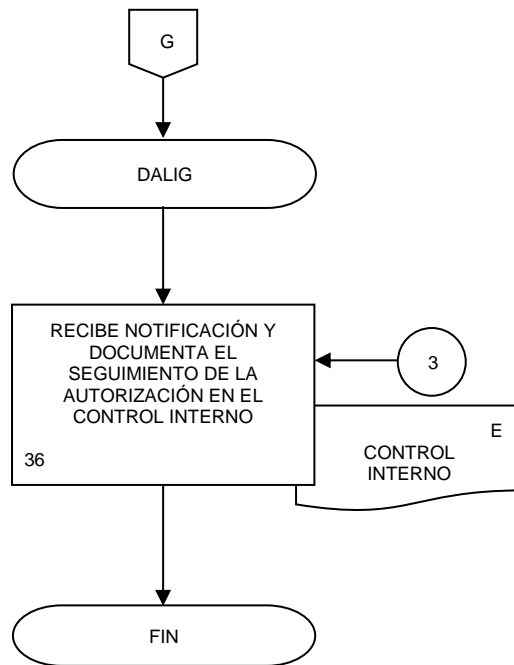 G
DALIG
RECIBE NOTIFICACIÓN Y
DOCUMENTA EL
SEGUIMIENTO DE LA
AUTORIZACIÓN EN EL
CONTROL INTERNO
36
3
E
CONTROL
INTERNO
FIN